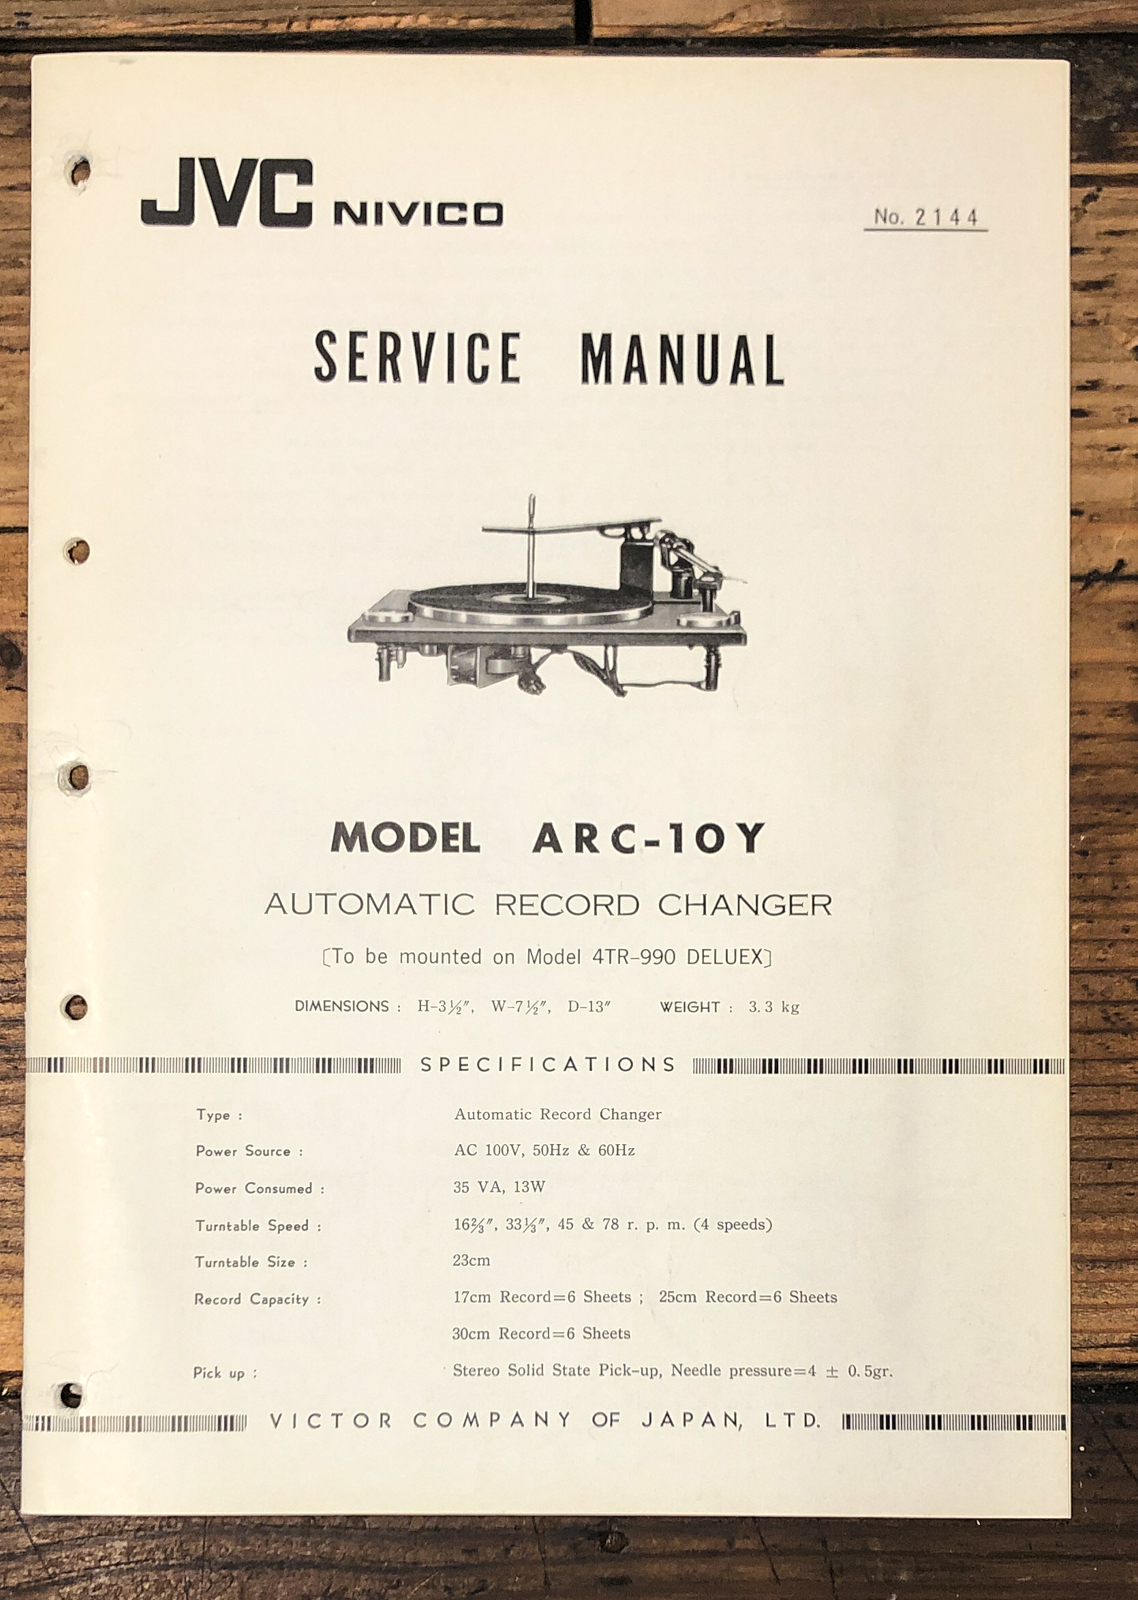 JVC NIVICO
No. 2144
SERVICE MANUAL
MODEL ARC-10Y
AUTOMATIC RECORD CHANGER
[To be mounted on Model 4TR-990 DELUEX]
DIMENSIONS : H-3½″, W-7½″, D-13″ WEIGHT : 3.3 kg
SPECIFICATIONS
Type : Automatic Record Changer
Power Source : AC 100V, 50Hz & 60Hz
Power Consumed : 35 VA, 13W
Turntable Speed : 16⅔″, 33⅓″, 45 & 78 r. p. m. (4 speeds)
Turntable Size : 23cm
Record Capacity : 17cm Record=6 Sheets ; 25cm Record=6 Sheets
30cm Record=6 Sheets
Pick up : Stereo Solid State Pick-up, Needle pressure=4 ± 0.5gr.
VICTOR COMPANY OF JAPAN, LTD.